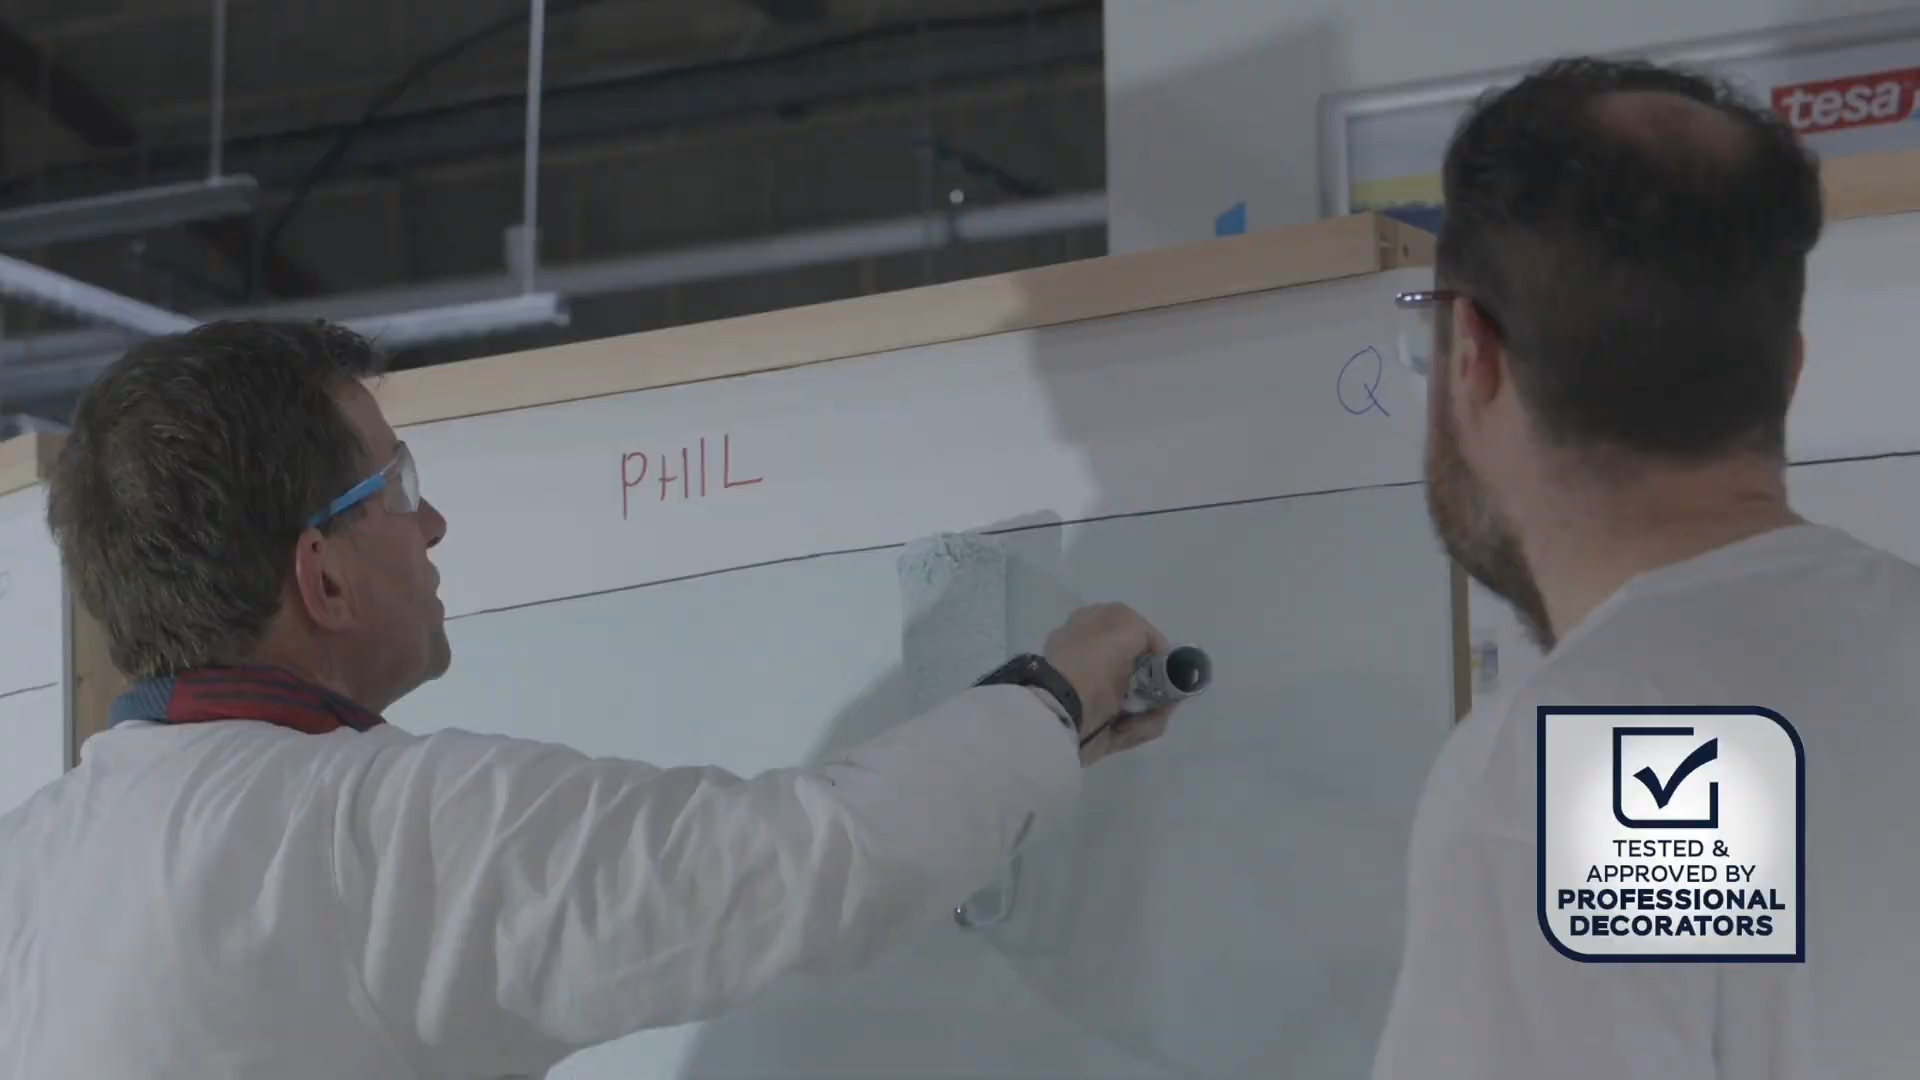 tesa
Q
PHIL
TESTED &
APPROVED BY
PROFESSIONAL
DECORATORS